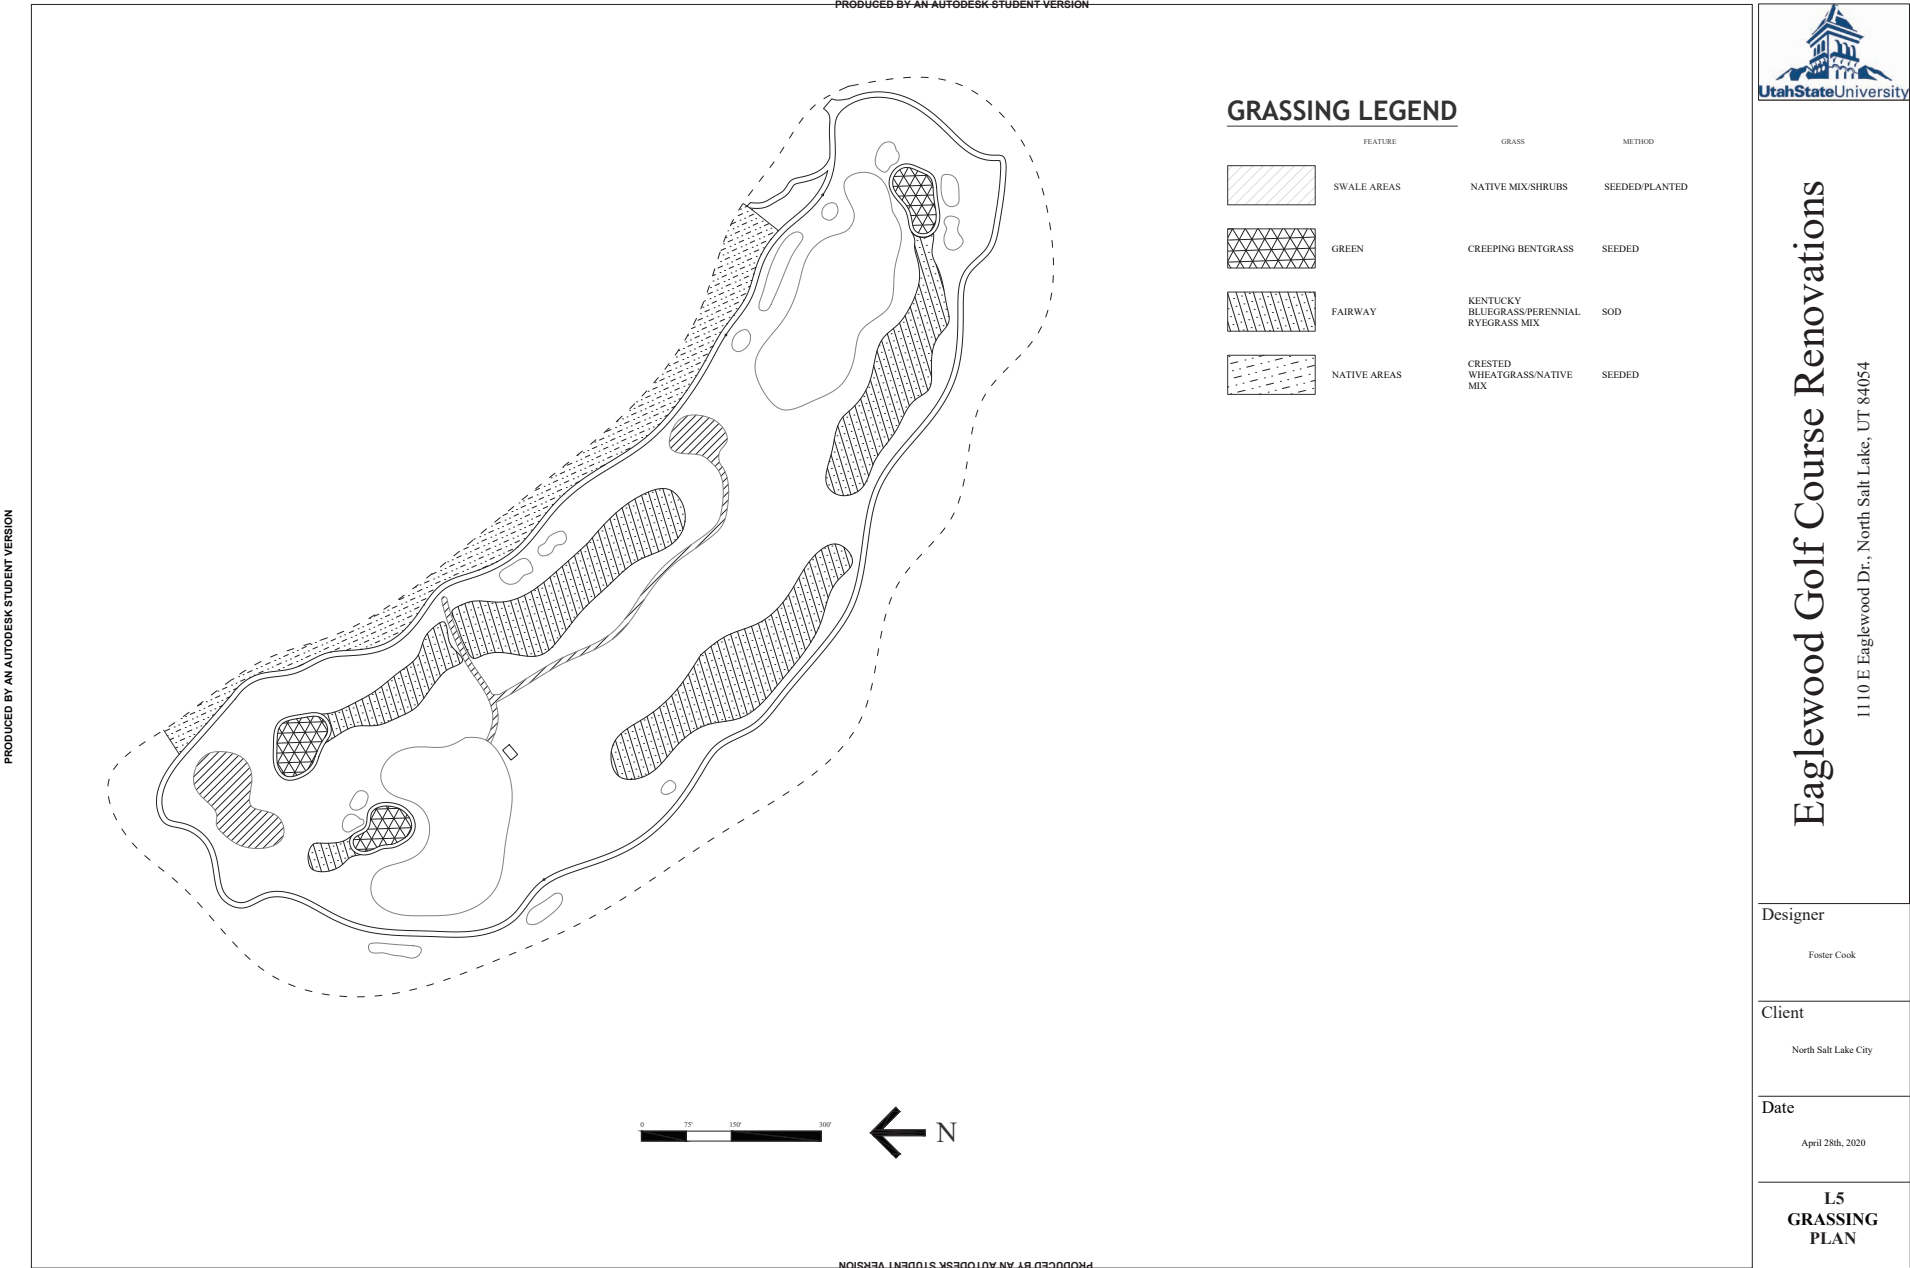 PRODUCED BY AN AUTODESK STUDENT VERSION
PRODUCED BY AN AUTODESK STUDENT VERSION
GRASSING LEGEND
FEATURE GRASS METHOD
SWALE AREAS NATIVE MIX/SHRUBS SEEDED/PLANTED
GREEN CREEPING BENTGRASS SEEDED
KENTUCKY
FAIRWAY BLUEGRASS/PERENNIAL SOD
RYEGRASS MIX
CRESTED
NATIVE AREAS WHEATGRASS/NATIVE SEEDED
MIX
0 75' 150' 300'
N
UtahStateUniversity
Eaglewood Golf Course Renovations
1110 E Eaglewood Dr., North Salt Lake, UT 84054
Designer
Foster Cook
Client
North Salt Lake City
Date
April 28th, 2020
L5
GRASSING
PLAN
PRODUCED BY AN AUTODESK STUDENT VERSION